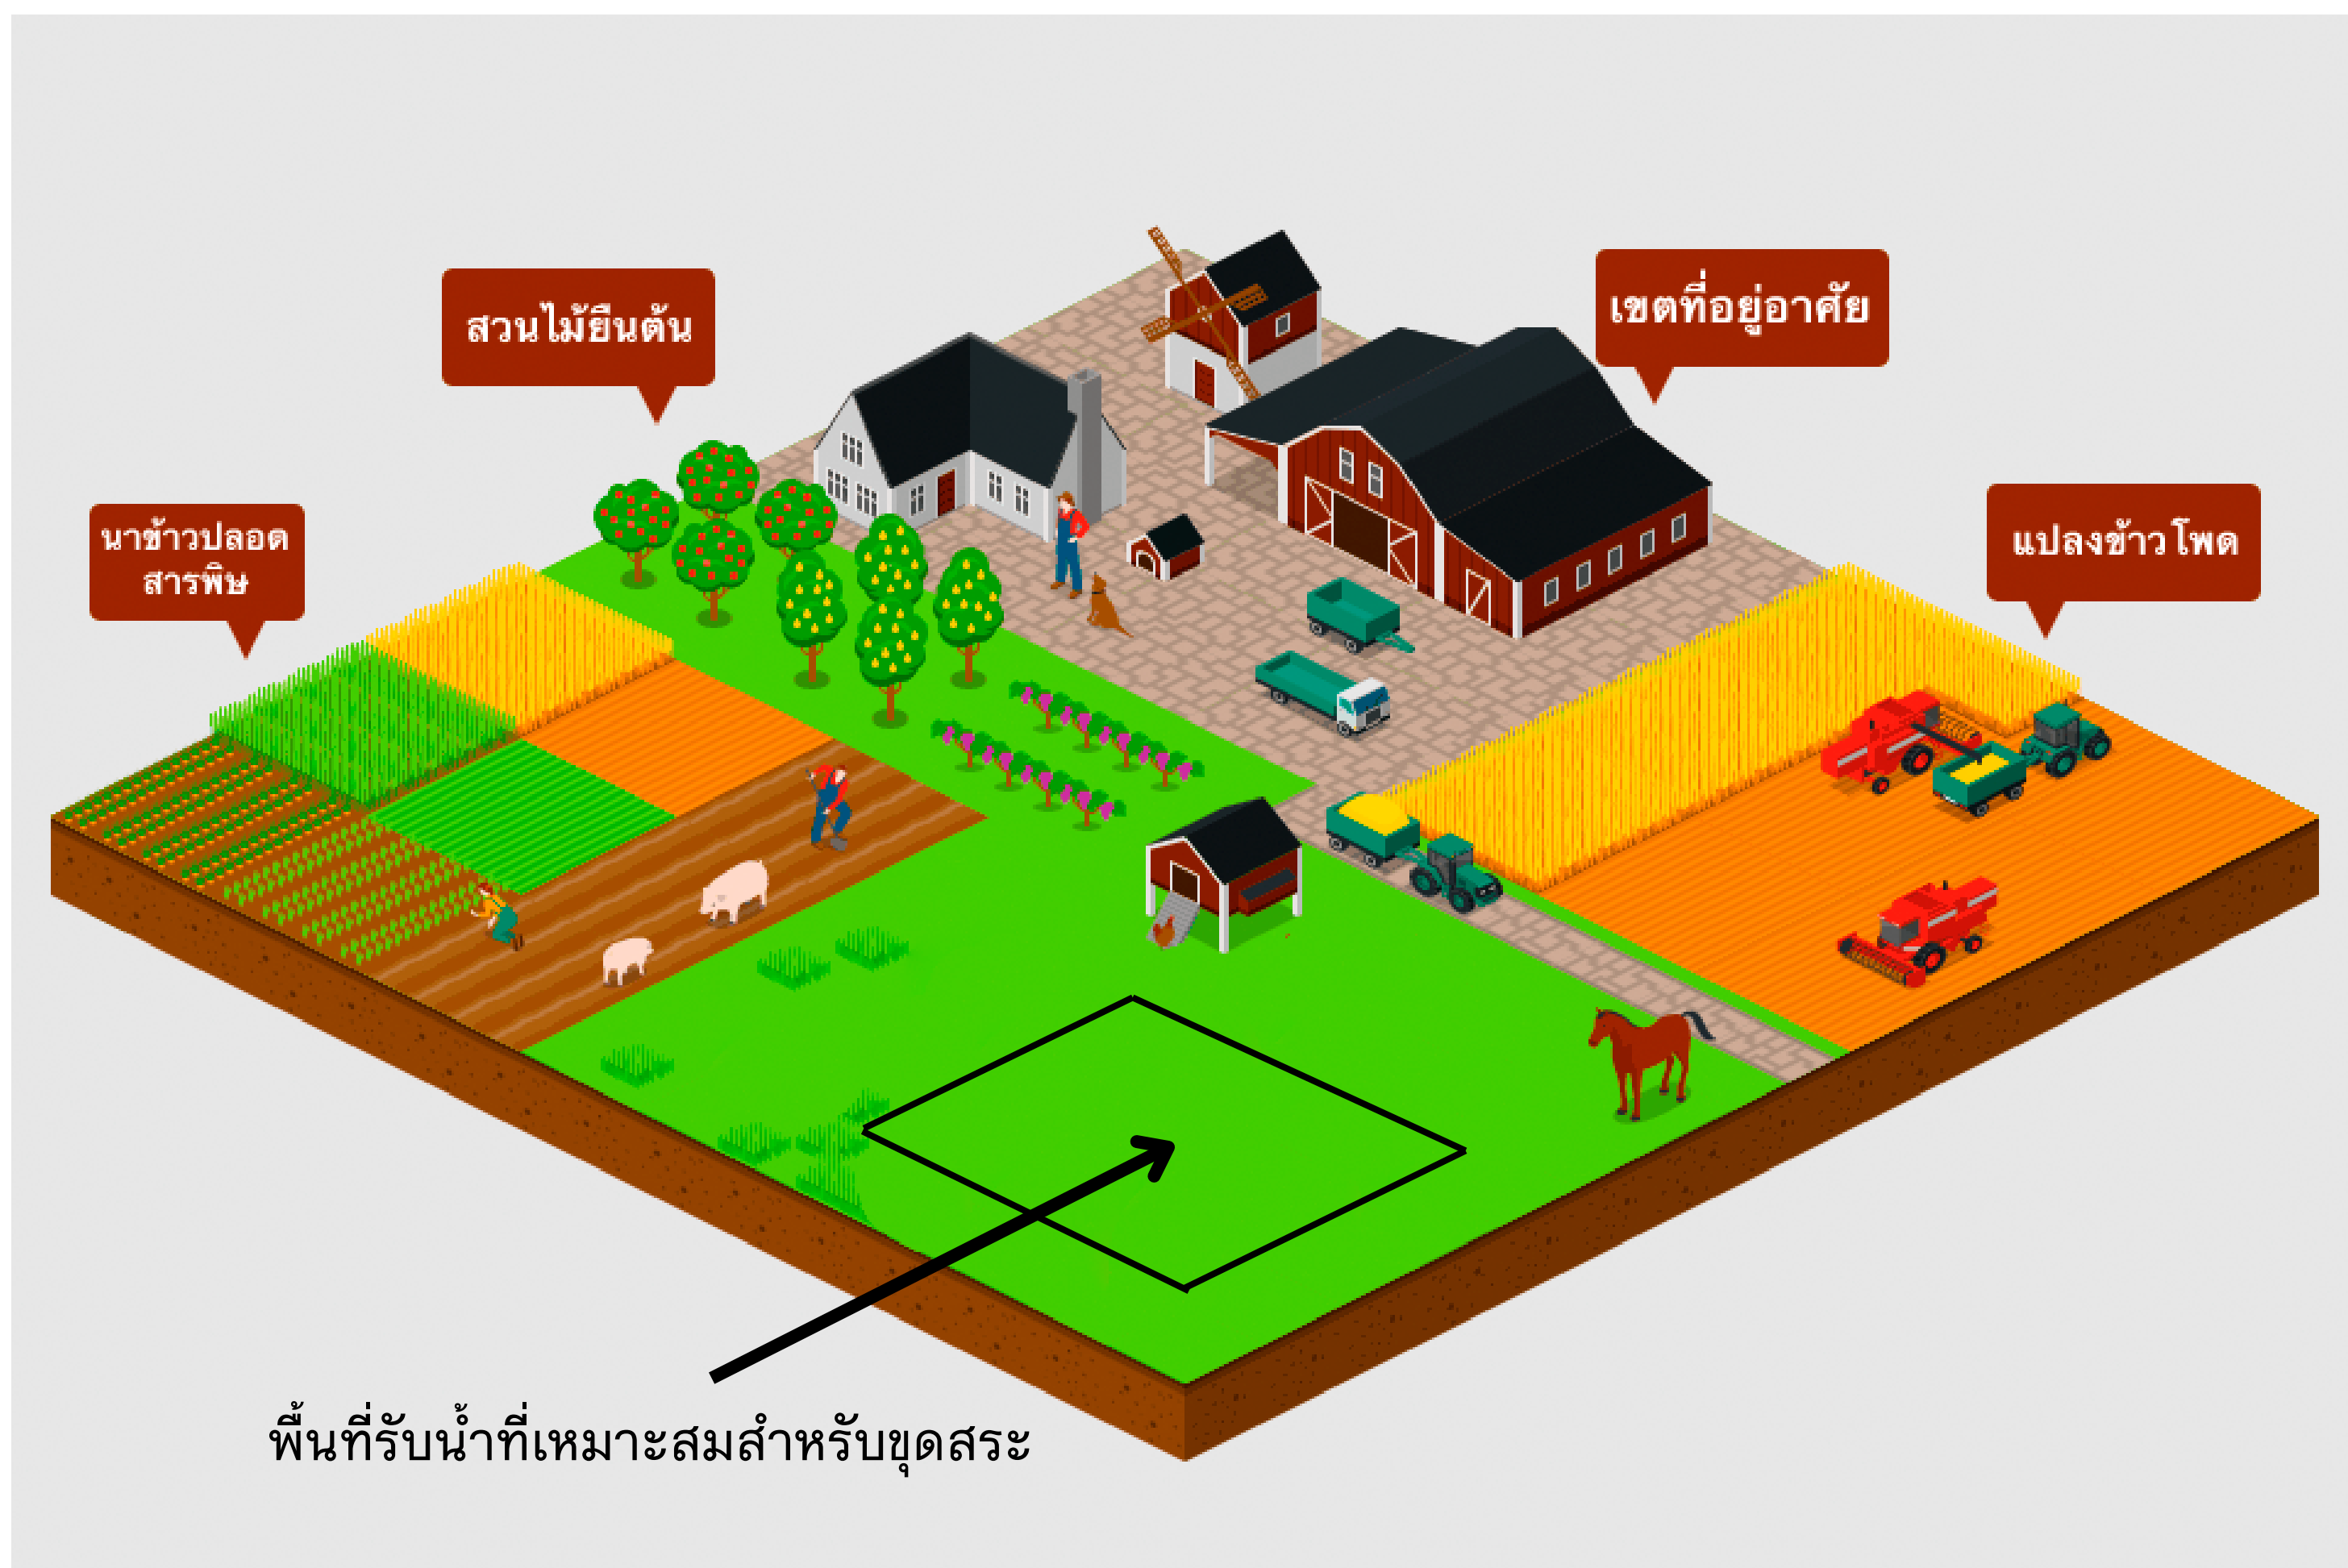 สวนไม้ยืนต้น
เขตที่อยู่อาศัย
นาข้าวปลอด
สารพิษ
แปลงข้าวโพด
พื้นที่รับน้ำที่เหมาะสมสำหรับขุดสระ